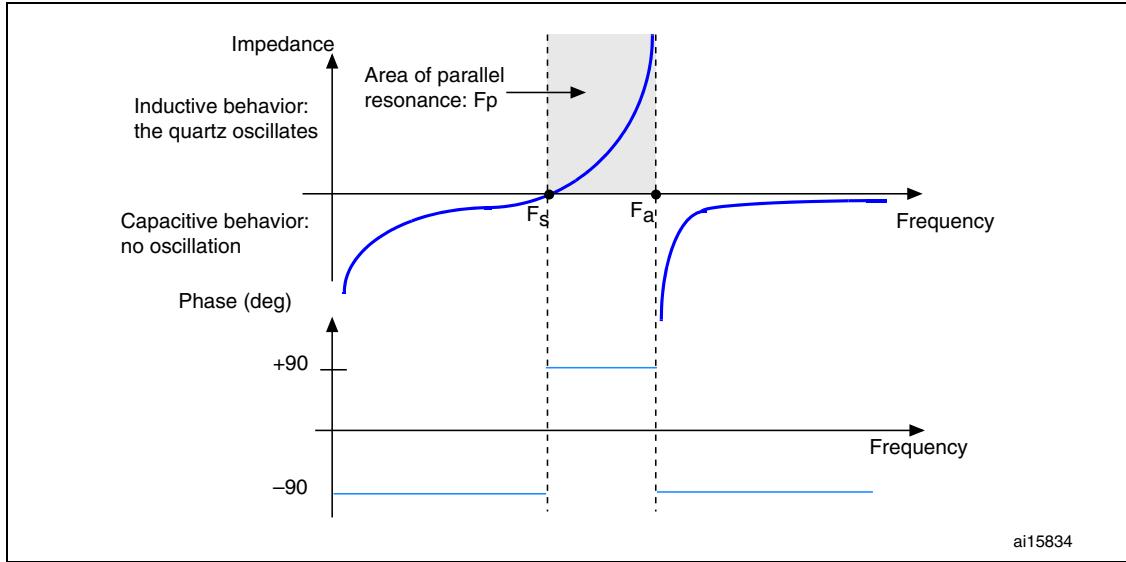 Impedance
Area of parallel
resonance: Fp
Inductive behavior:
the quartz oscillates
Fs
Fa
Frequency
Capacitive behavior:
no oscillation
Phase (deg)
+90
Frequency
–90
ai15834